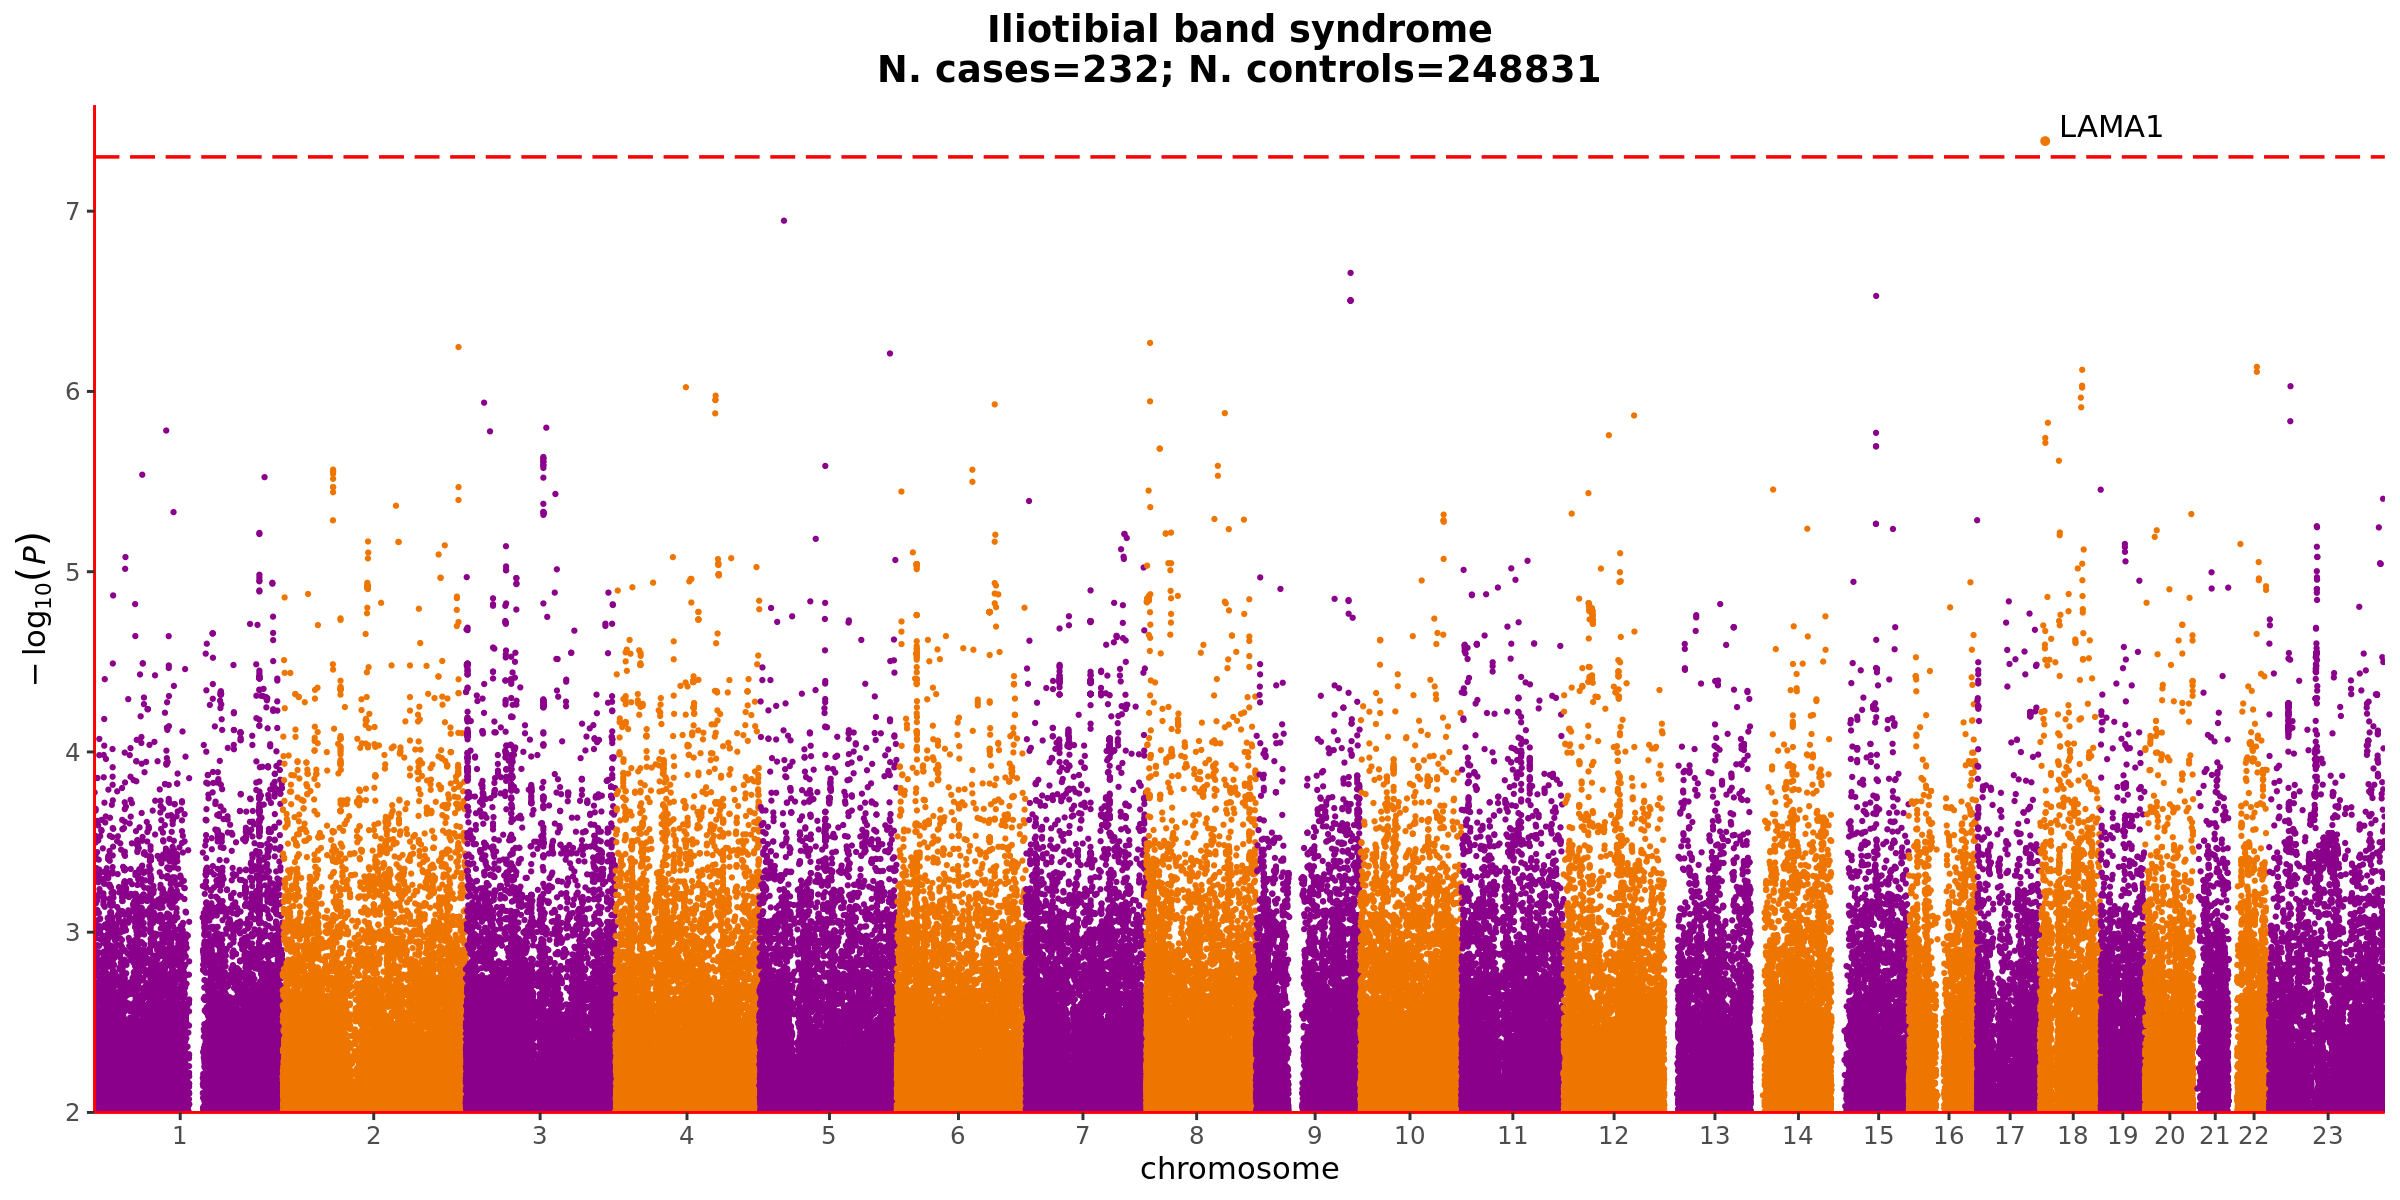 Iliotibial band syndrome
N. cases=232; N. controls=248831
LAMA1
7
6
5
4
3
2
−log₁₀(P)
1 2 3 4 5 6 7 8 9 10 11 12 13 14 15 16 17 18 19 20 21 22 23
chromosome